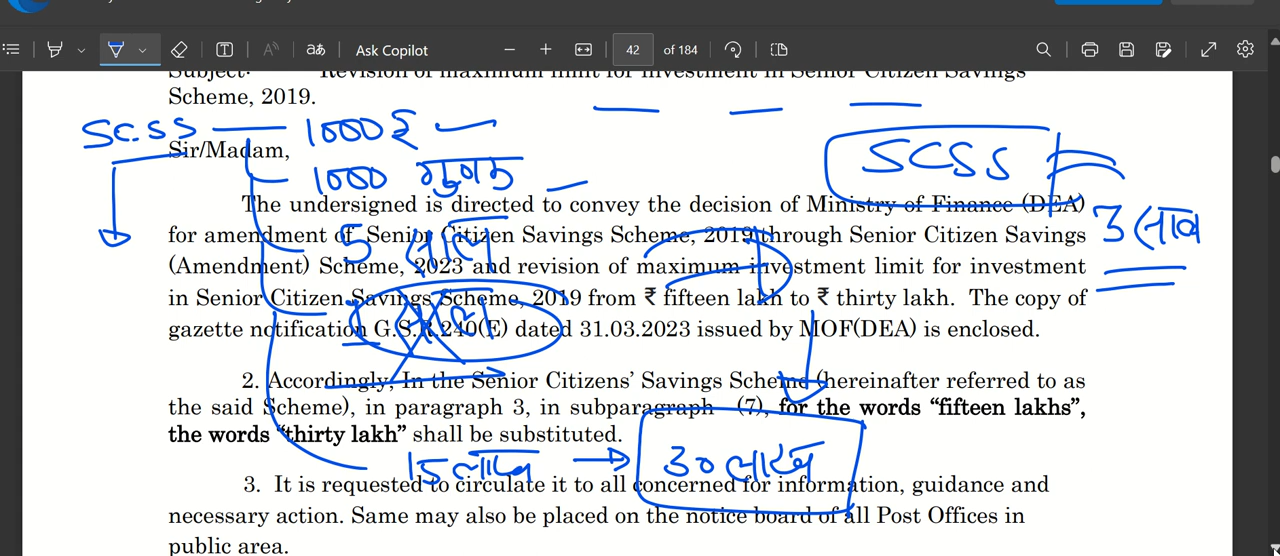 Ask Copilot 42 of 184
Subject: Revision of maximum limit for investment in Senior Citizen Savings
Scheme, 2019.
SC.SS — 1000 ₹
Sir/Madam,
SCSS
1000 गुणक
The undersigned is directed to convey the decision of Ministry of Finance (DEA)
for amendment of Senior Citizen Savings Scheme, 2019 through Senior Citizen Savings
5 साल
(Amendment) Scheme, 2023 and revision of maximum investment limit for investment
in Senior Citizen Savings Scheme, 2019 from ₹ fifteen lakh to ₹ thirty lakh. The copy of
gazette notification G.S.R.240(E) dated 31.03.2023 issued by MOF(DEA) is enclosed.
2. Accordingly, In the Senior Citizens’ Savings Scheme (hereinafter referred to as
the said Scheme), in paragraph 3, in subparagraph (7), for the words “fifteen lakhs”,
the words “thirty lakh” shall be substituted.
15 लाख → 30 लाख
3. It is requested to circulate it to all concerned for information, guidance and
necessary action. Same may also be placed on the notice board of all Post Offices in
public area.